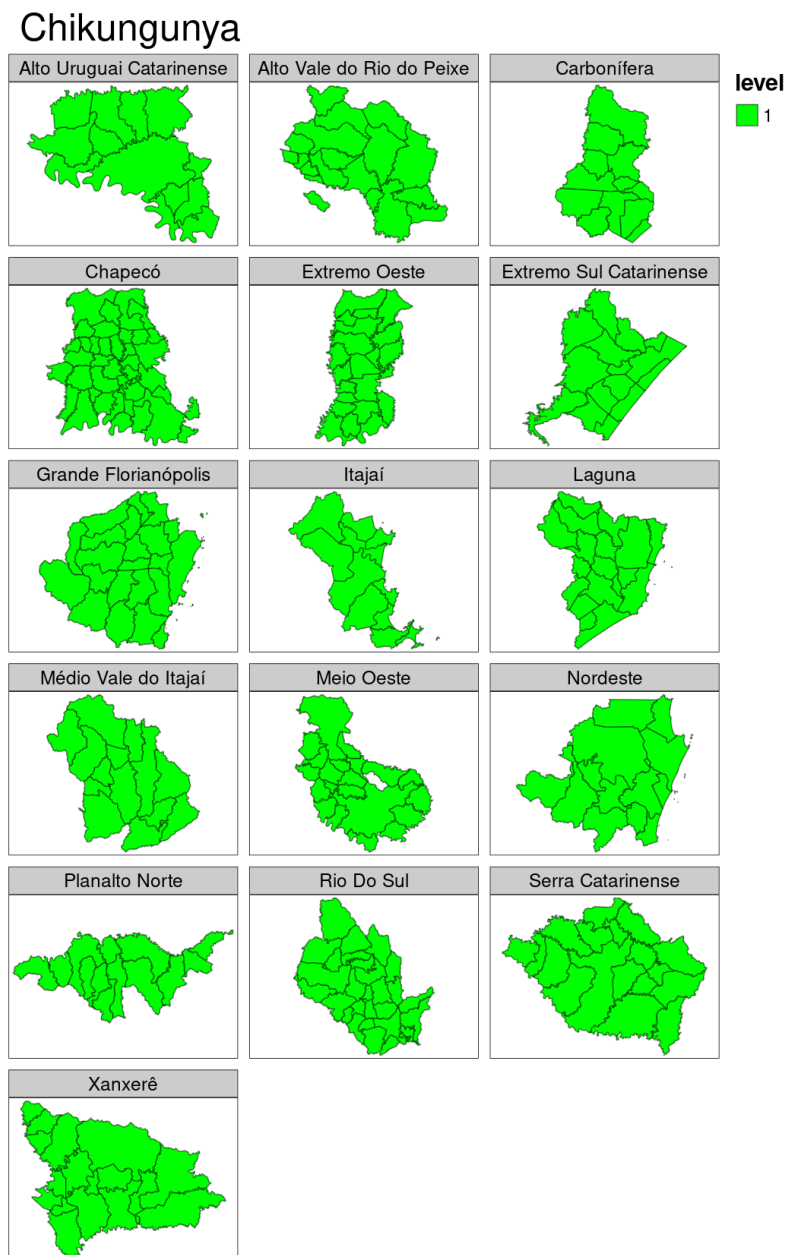 Chikungunya
Alto Uruguai Catarinense
Alto Vale do Rio do Peixe
Carbonífera
level
1
Chapecó
Extremo Oeste
Extremo Sul Catarinense
Grande Florianópolis
Itajaí
Laguna
Médio Vale do Itajaí
Meio Oeste
Nordeste
Planalto Norte
Rio Do Sul
Serra Catarinense
Xanxerê